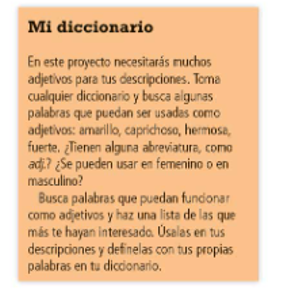 Mi diccionario
En este proyecto necesitarás muchos
adjetivos para tus descripciones. Toma
cualquier diccionario y busca algunas
palabras que puedan ser usadas como
adjetivos: amarillo, caprichoso, hermosa,
fuerte. ¿Tienen alguna abreviatura, como
adj.? ¿Se pueden usar en femenino o en
masculino?
Busca palabras que puedan funcionar
como adjetivos y haz una lista de las que
más te hayan interesado. Úsalas en tus
descripciones y defínelas con tus propias
palabras en tu diccionario.